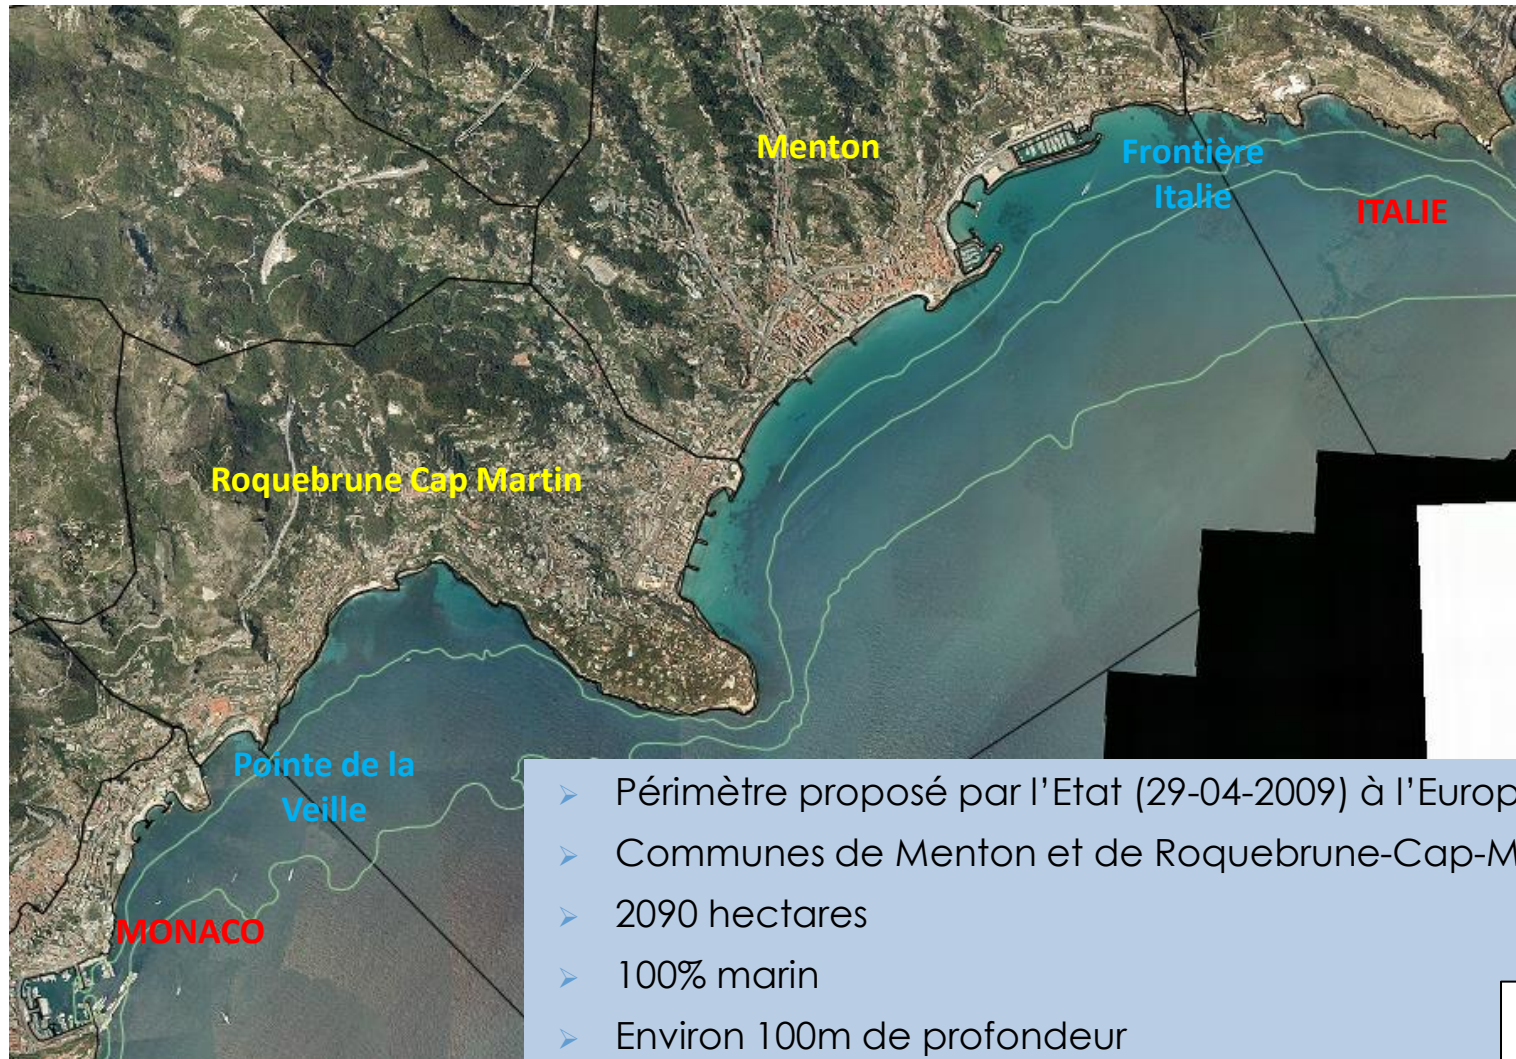 Menton
Frontière
Italie
ITALIE
Roquebrune Cap Martin
Pointe de la
Veille
MONACO
Périmètre proposé par l’Etat (29-04-2009) à l’Europ
Communes de Menton et de Roquebrune-Cap-M
2090 hectares
100% marin
Environ 100m de profondeur